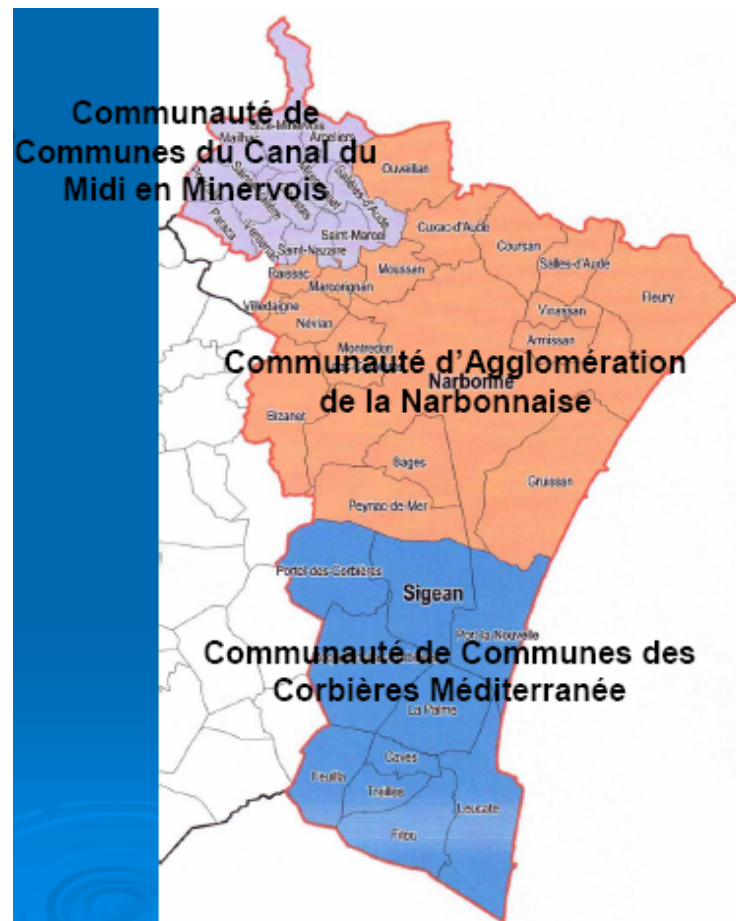 Communauté de
Communes du Canal du
Midi en Minervois
Mailhac
Argeliers
Ouveillan
Paraza
Ventenac
Saint-Marcel
Saint-Nazaire
Cuxac-d'Aude
Coursan
Salles-d'Aude
Fleury
Moussan
Raissac
Marcorignan
Villedaigne
Névian
Vinassan
Armissan
Montredon
Communauté d'Agglomération
de la Narbonnaise
Narbonne
Bizanet
Bages
Gruissan
Peyriac-de-Mer
Portel-des-Corbières
Sigean
Port-la-Nouvelle
Communauté de Communes des
Corbières Méditerranée
La Palme
Caves
Feuilla
Treilles
Leucate
Fitou